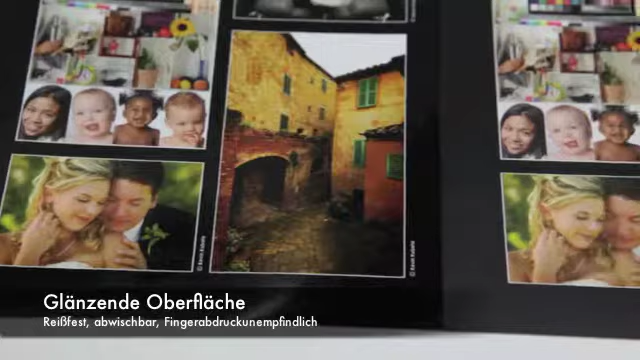 Glänzende Oberfläche
Reißfest, abwischbar, Fingerabdruckunempfindlich